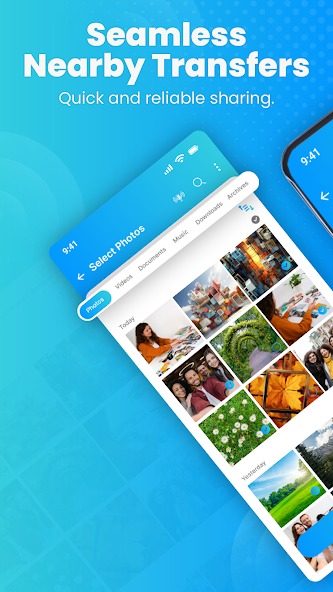 Seamless
Nearby Transfers
Quick and reliable sharing.
9:41
9:41
Select Photos
Photos
Videos
Documents
Music
Downloads
Archives
Today
Yesterday